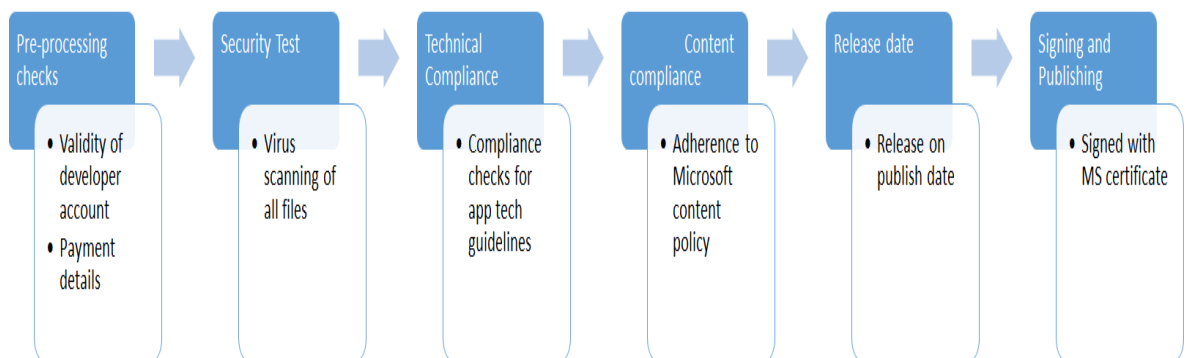 Pre-processing
checks
• Validity of
developer
account
• Payment
details
Security Test
• Virus
scanning of
all files
Technical
Compliance
• Compliance
checks for
app tech
guidelines
Content
compliance
• Adherence to
Microsoft
content
policy
Release date
• Release on
publish date
Signing and
Publishing
• Signed with
MS certificate